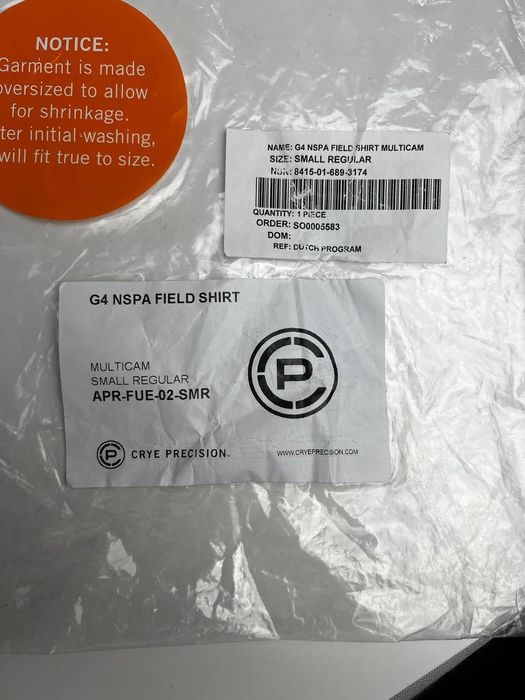 NOTICE:
Garment is made
oversized to allow
for shrinkage.
ter initial washing,
will fit true to size.
NAME: G4 NSPA FIELD SHIRT MULTICAM
SIZE: SMALL REGULAR
NSN: 8415-01-689-3174
QUANTITY: 1 PIECE
ORDER: SO0005583
DOM:
REF: DUTCH PROGRAM
G4 NSPA FIELD SHIRT
MULTICAM
SMALL REGULAR
APR-FUE-02-SMR
CP
CRYE PRECISION™
WWW.CRYEPRECISION.COM